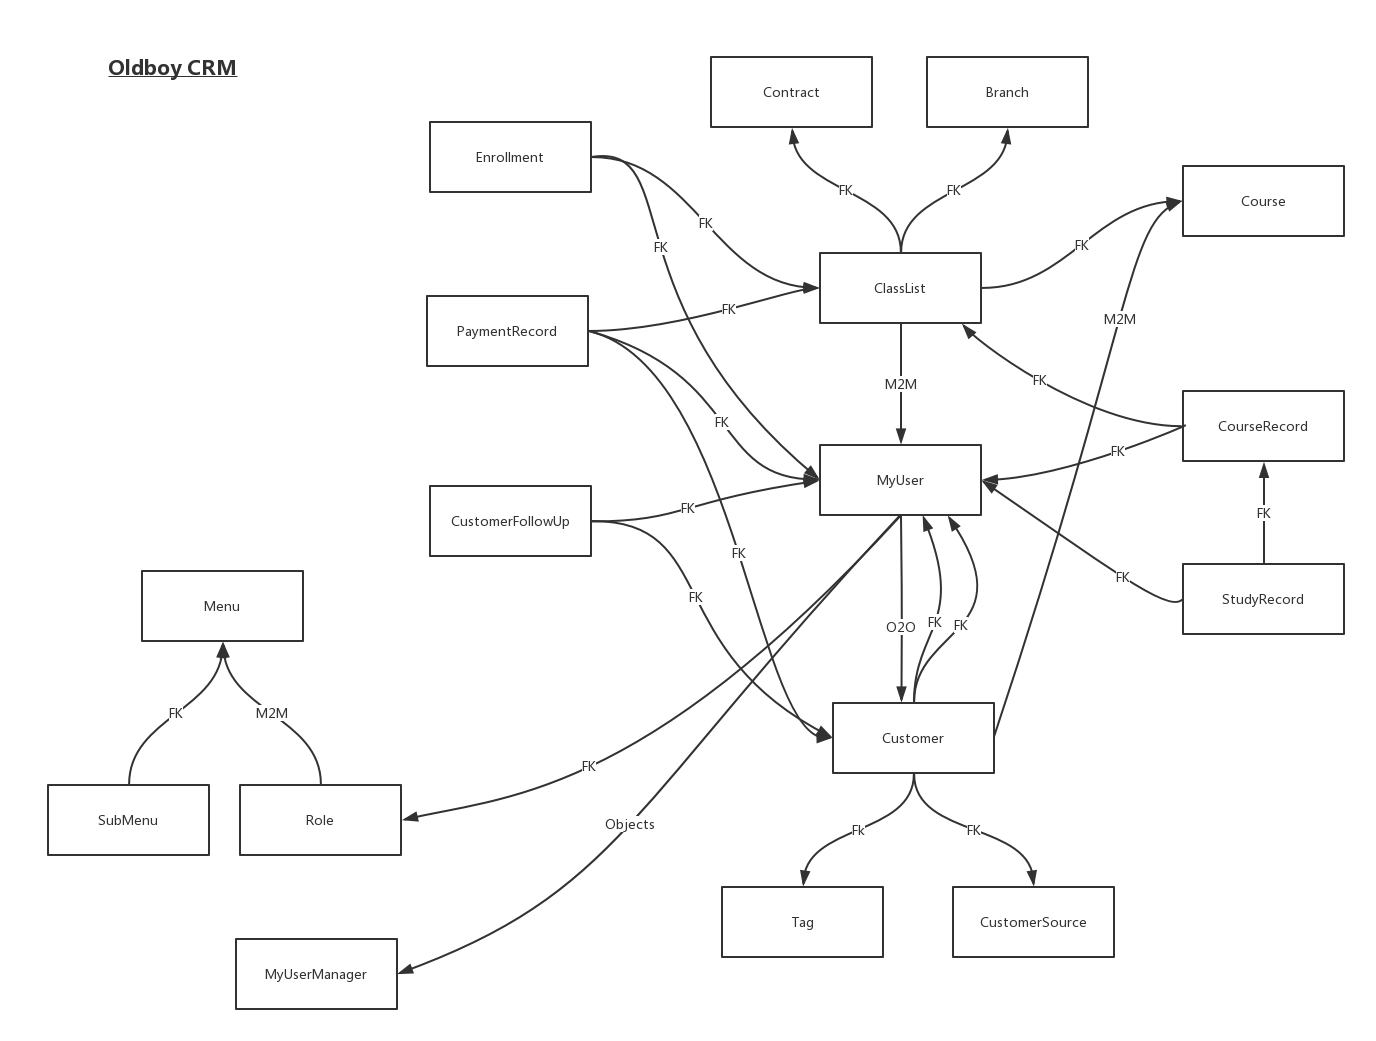 Oldboy CRM
Contract
Branch
Enrollment
FK
FK
Course
FK
FK
FK
ClassList
FK
PaymentRecord
M2M
FK
M2M
FK
FK
CourseRecord
FK
MyUser
CustomerFollowUp
FK
FK
FK
Menu
FK
FK
StudyRecord
O2O
FK
FK
FK
M2M
Customer
FK
SubMenu
Role
Objects
Fk
FK
Tag
CustomerSource
MyUserManager